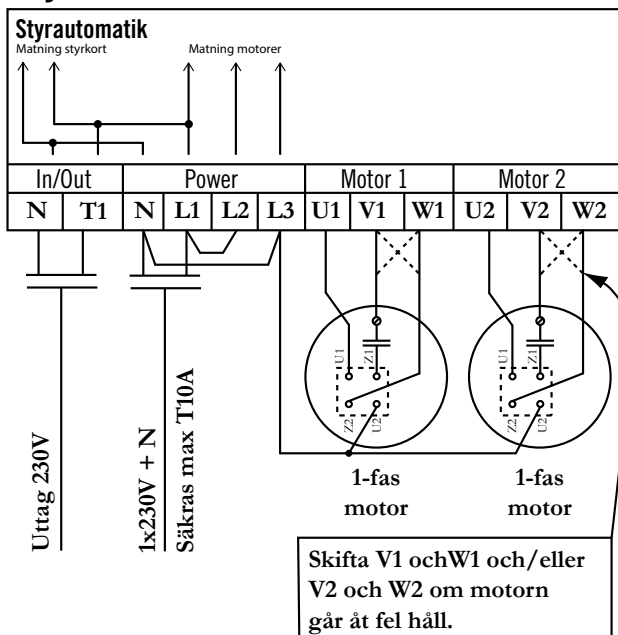 Styrautomatik
Matning styrkort Matning motorer
In/Out Power Motor 1 Motor 2
N T1 N L1 L2 L3 U1 V1 W1 U2 V2 W2
U1 Z1 U1 Z1
Z2 U2 Z2 U2
Uttag 230V
1x230V + N
Säkras max T10A
1-fas 1-fas
motor motor
Skifta V1 ochW1 och/eller
V2 och W2 om motorn
går åt fel håll.